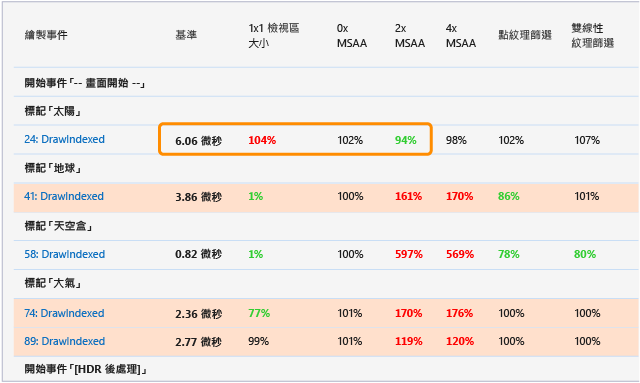 繪製事件 基準 1x1 檢視區大小 0x MSAA 2x MSAA 4x MSAA 點紋理篩選 雙線性紋理篩選
開始事件「-- 畫面開始 --」
標記「太陽」
24: DrawIndexed 6.06 微秒 104% 102% 94% 98% 102% 107%
標記「地球」
41: DrawIndexed 3.86 微秒 1% 100% 161% 170% 86% 101%
標記「天空盒」
58: DrawIndexed 0.82 微秒 1% 100% 597% 569% 78% 80%
標記「大氣」
74: DrawIndexed 2.36 微秒 77% 101% 170% 176% 100% 100%
89: DrawIndexed 2.77 微秒 99% 101% 119% 120% 100% 100%
開始事件「[HDR 後處理]」